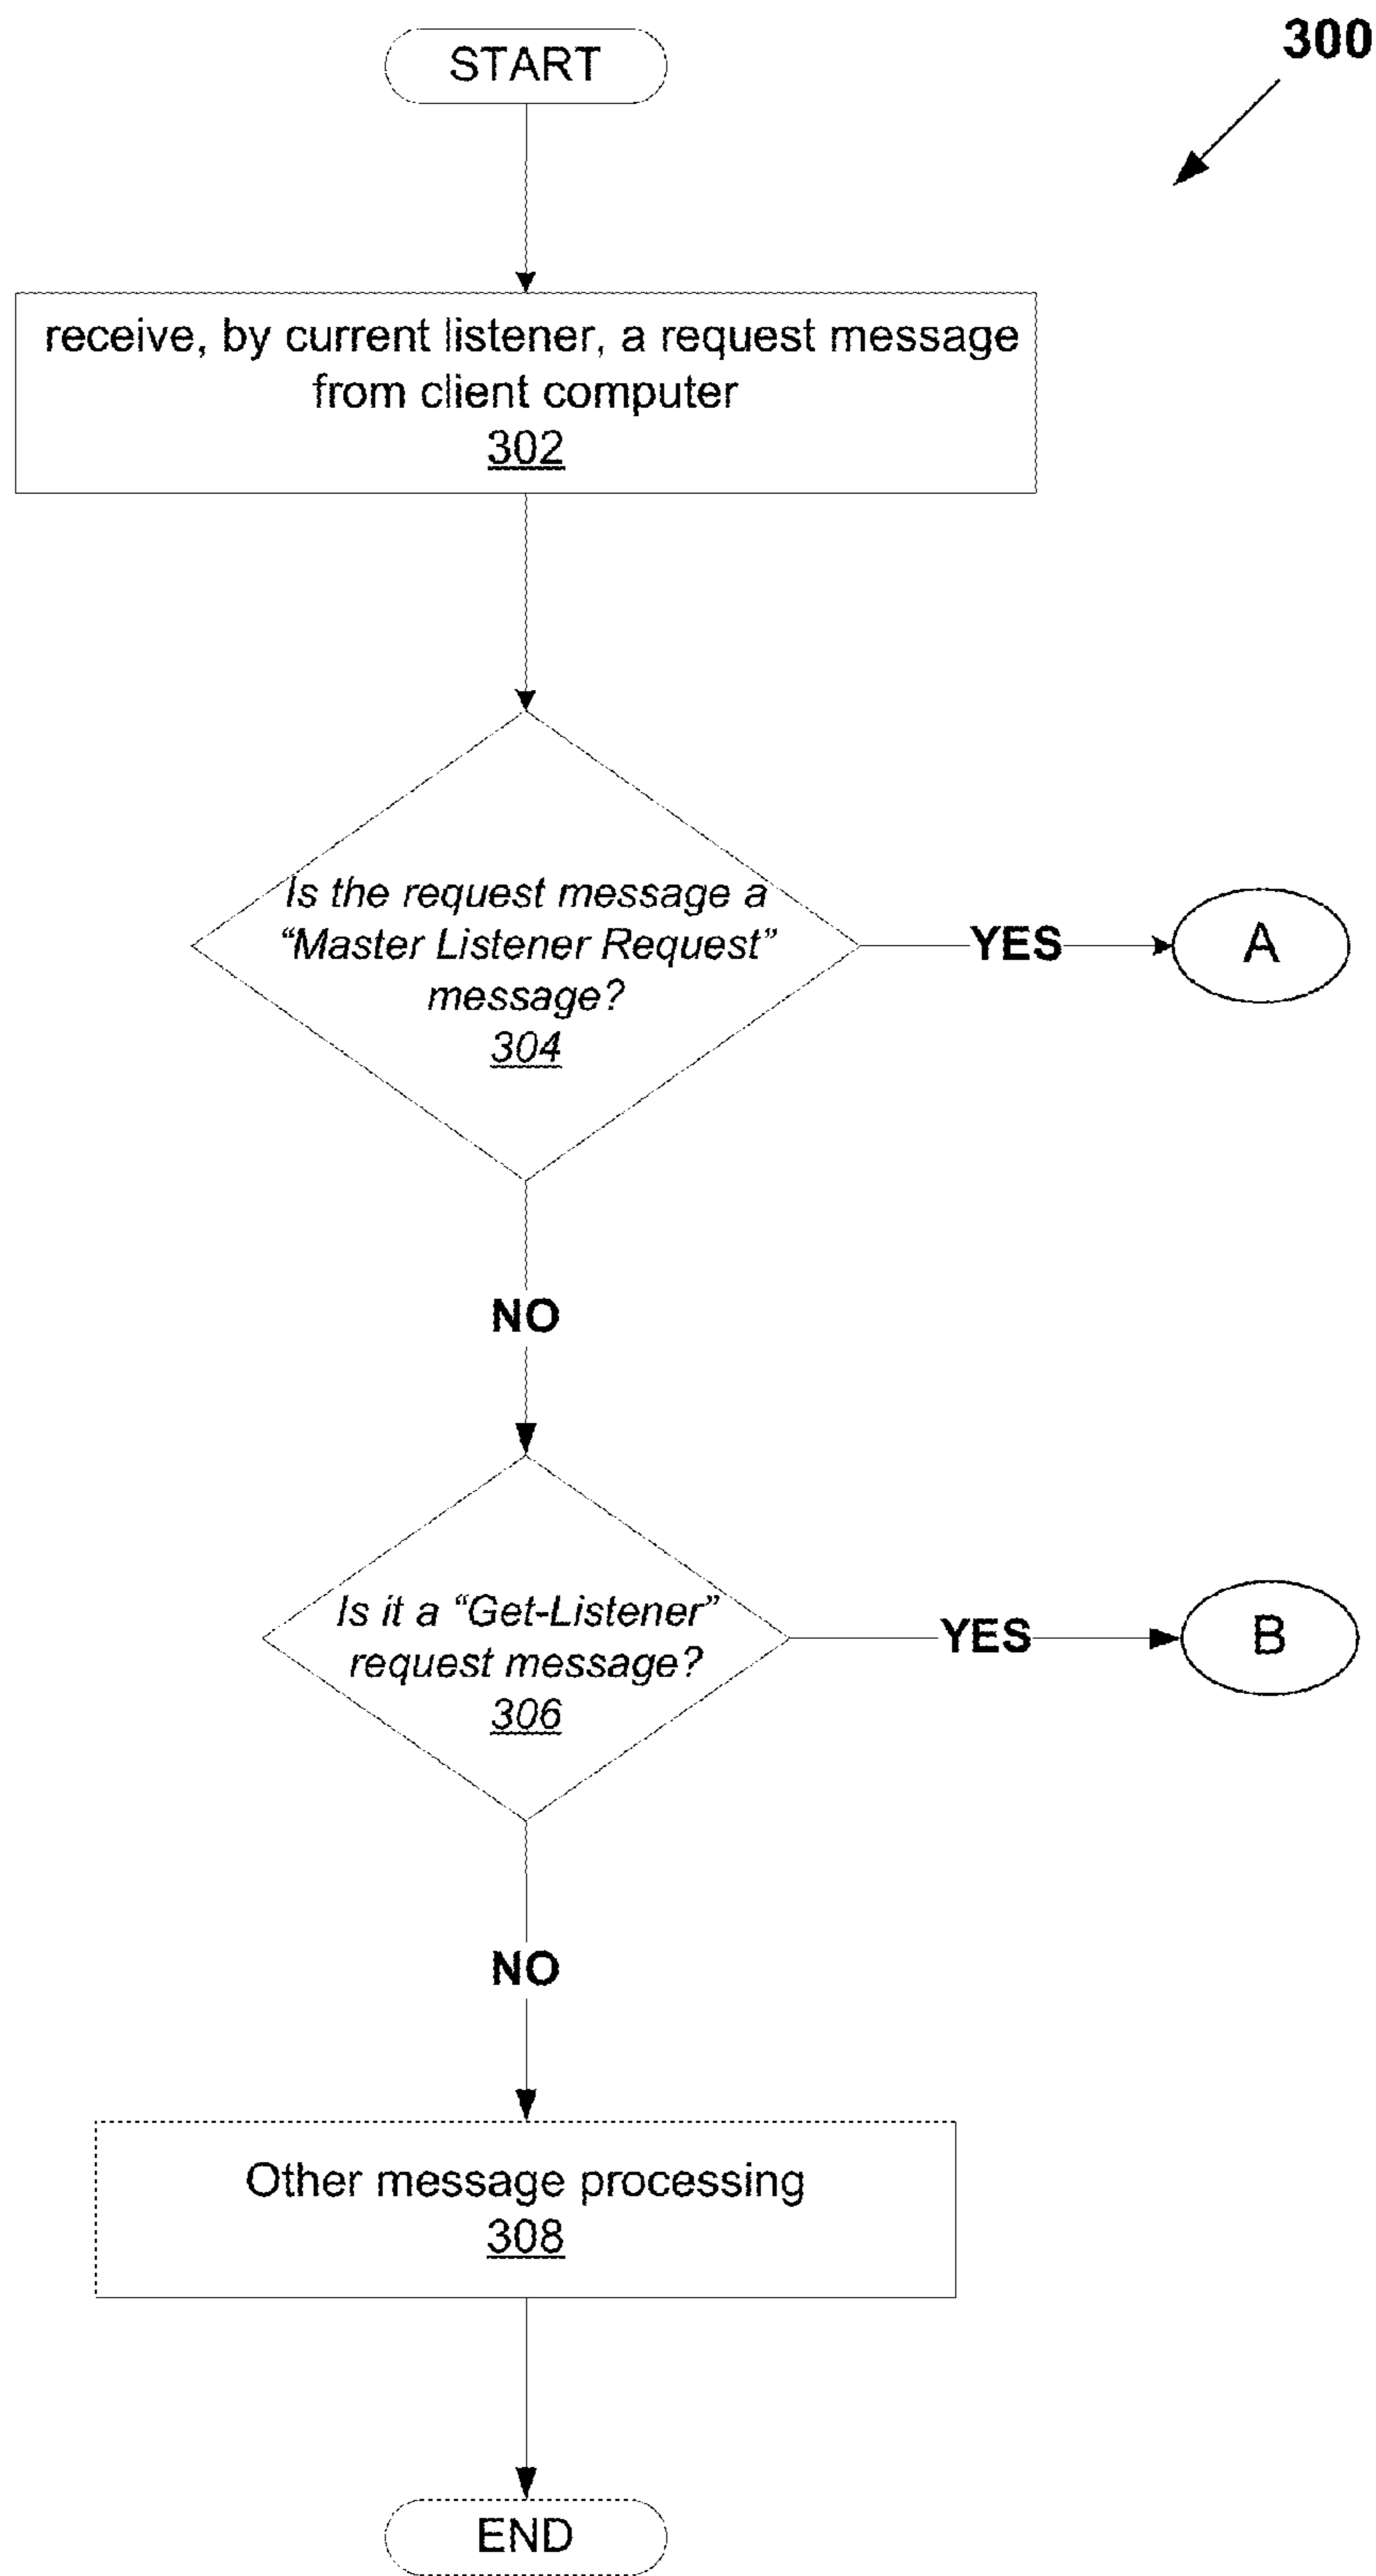 300
START
receive, by current listener, a request message
from client computer
302
Is the request message a
“Master Listener Request”
message?
304
YES
A
NO
Is it a “Get-Listener”
request message?
306
YES
B
NO
Other message processing
308
END